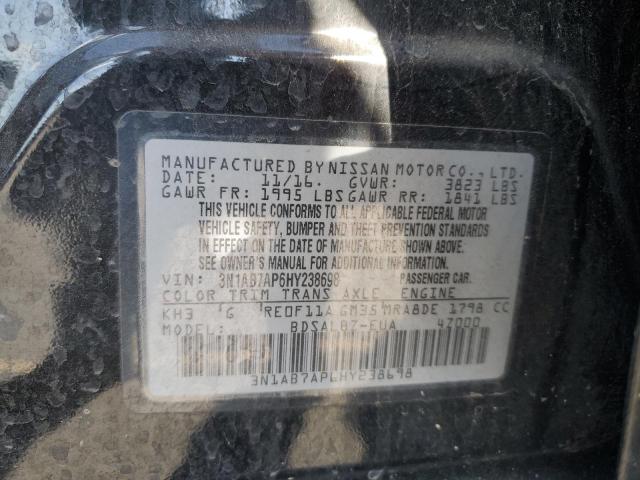 MANUFACTURED BY NISSAN MOTOR CO., LTD.
DATE: 11/16. GVWR: 3823 LBS
GAWR FR: 1995 LBS GAWR RR: 1841 LBS
THIS VEHICLE CONFORMS TO ALL APPLICABLE FEDERAL MOTOR
VEHICLE SAFETY, BUMPER AND THEFT PREVENTION STANDARDS
IN EFFECT ON THE DATE OF MANUFACTURE SHOWN ABOVE.
SEE OWNER'S MANUAL FOR ADDITIONAL INFORMATION.
VIN: 3N1AB7AP6HY238698 PASSENGER CAR.
COLOR TRIM TRANS AXLE ENGINE
KH3 G RE0F11A GM35 MRA8DE 1798 CC
BDSALB7-EUA 47000
3N1AB7AP6HY238698